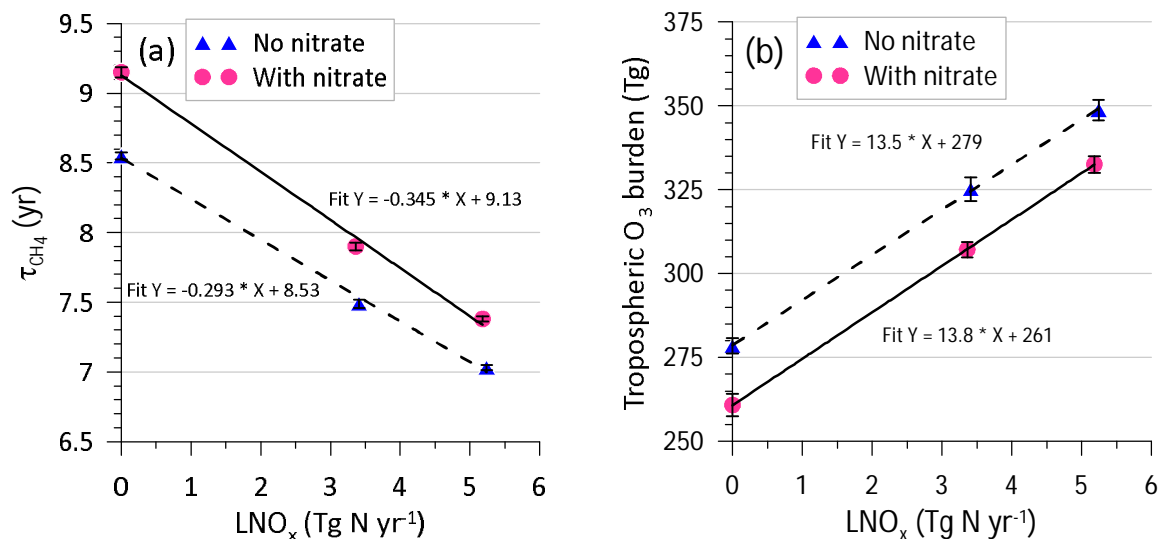 (a)
No nitrate
With nitrate
9.5
9
8.5
8
7.5
7
6.5
τCH4 (yr)
Fit Y = -0.345 * X + 9.13
Fit Y = -0.293 * X + 8.53
0 1 2 3 4 5 6
LNOx (Tg N yr-1)
(b)
No nitrate
With nitrate
375
350
325
300
275
250
Tropospheric O3 burden (Tg)
Fit Y = 13.5 * X + 279
Fit Y = 13.8 * X + 261
0 1 2 3 4 5 6
LNOx (Tg N yr-1)